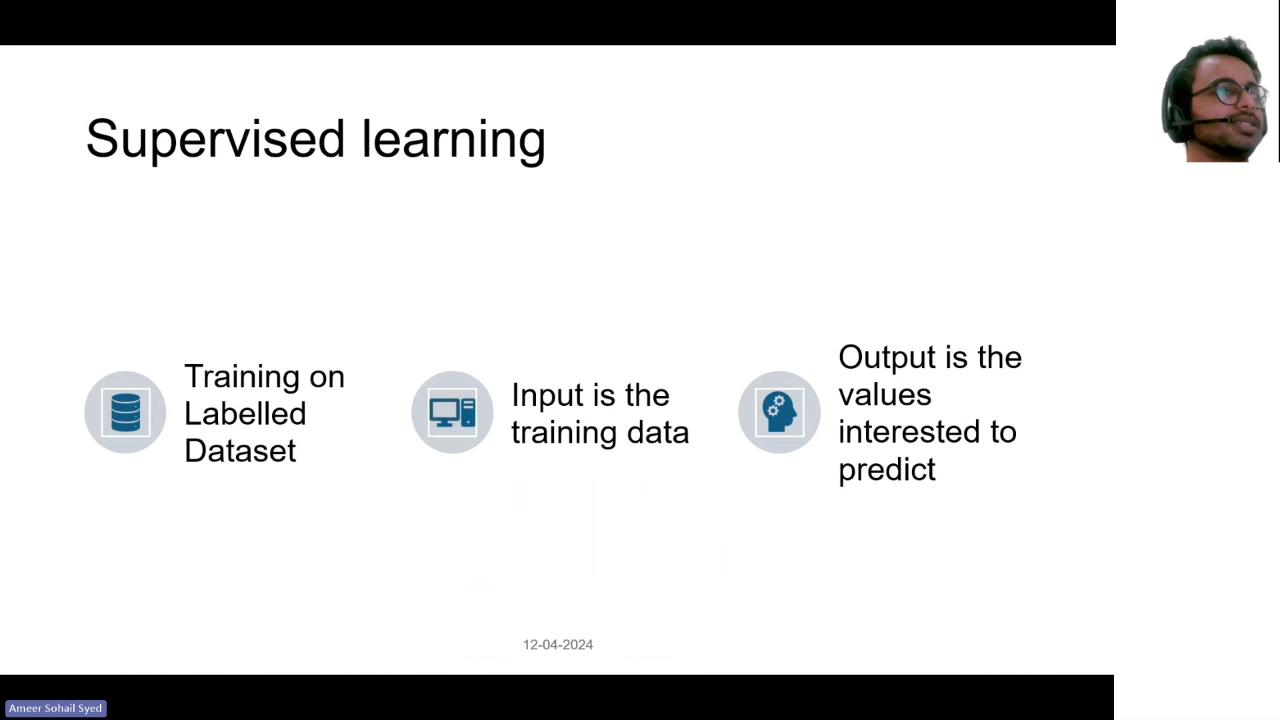 Supervised learning
Training on
Labelled
Dataset
Input is the
training data
Output is the
values
interested to
predict
12-04-2024
Ameer Sohail Syed